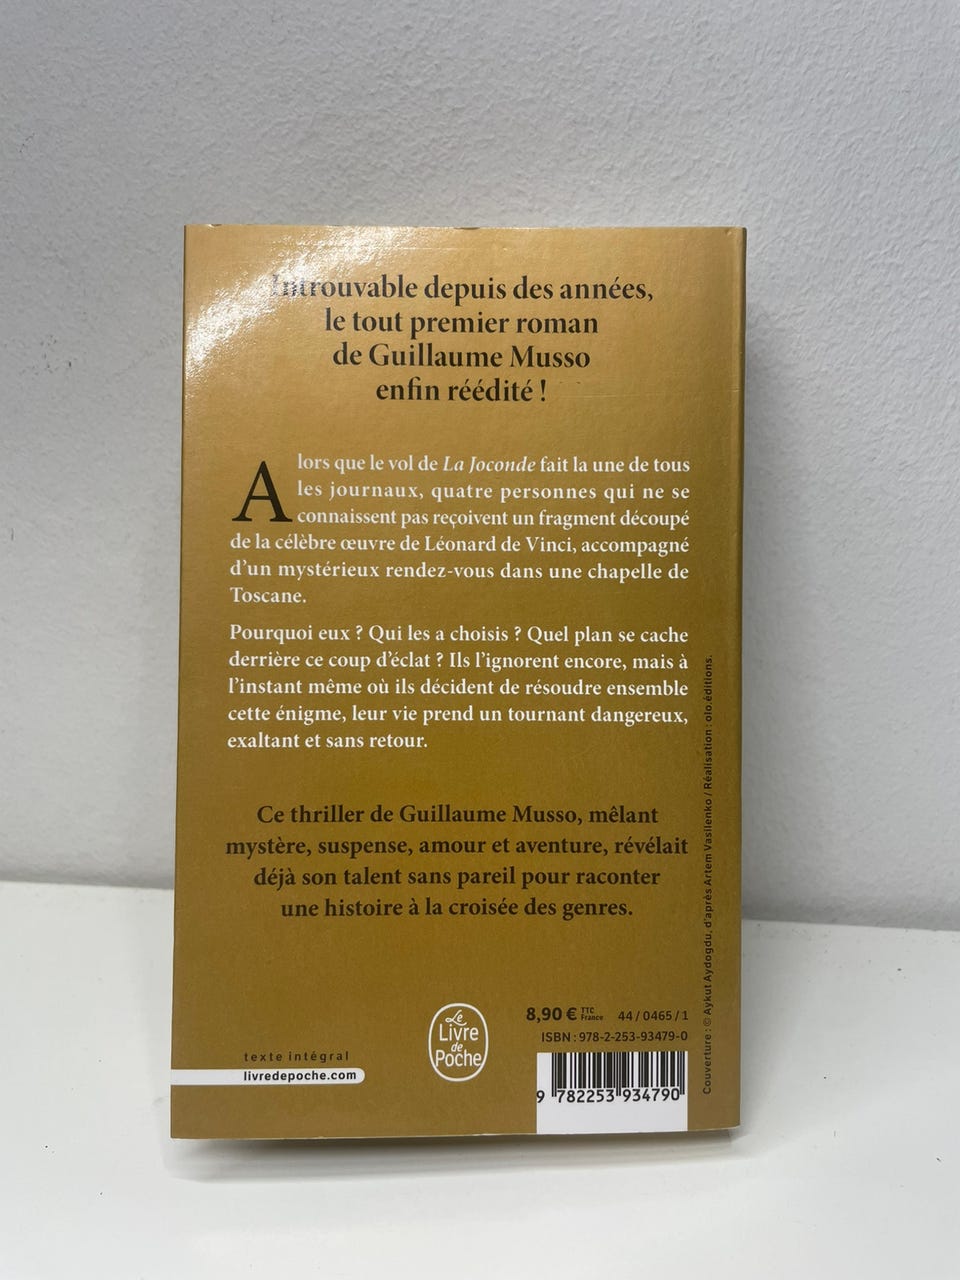 Introuvable depuis des années,
le tout premier roman
de Guillaume Musso
enfin réédité !
Alors que le vol de La Joconde fait la une de tous
les journaux, quatre personnes qui ne se
connaissent pas reçoivent un fragment découpé
de la célèbre œuvre de Léonard de Vinci, accompagné
d'un mystérieux rendez-vous dans une chapelle de
Toscane.
Pourquoi eux ? Qui les a choisis ? Quel plan se cache
derrière ce coup d'éclat ? Ils l'ignorent encore, mais à
l'instant même où ils décident de résoudre ensemble
cette énigme, leur vie prend un tournant dangereux,
exaltant et sans retour.
Ce thriller de Guillaume Musso, mêlant
mystère, suspense, amour et aventure, révélait
déjà son talent sans pareil pour raconter
une histoire à la croisée des genres.
texte intégral
livredepoche.com
Le
Livre
de
Poche
8,90 € TTC France 44 / 0465 / 1
ISBN : 978-2-253-93479-0
9 782253 934790
Couverture : © Aykut Aydogdu, d'après Artem Vasilenko / Réalisation : olo.éditions.